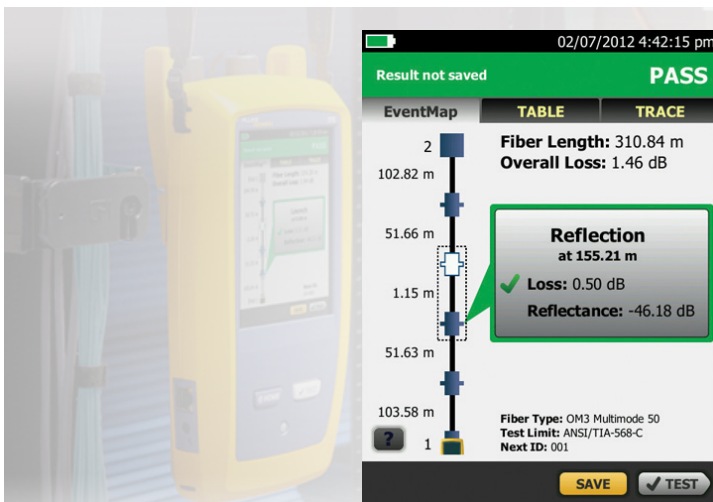 02/07/2012 4:42:15 pm
Result not saved
PASS
EventMap
TABLE
TRACE
2
Fiber Length: 310.84 m
Overall Loss: 1.46 dB
102.82 m
51.66 m
Reflection
at 155.21 m
Loss: 0.50 dB
1.15 m
Reflectance: -46.18 dB
51.63 m
103.58 m
Fiber Type: OM3 Multimode 50
Test Limit: ANSI/TIA-568-C
Next ID: 001
?
1
SAVE
TEST